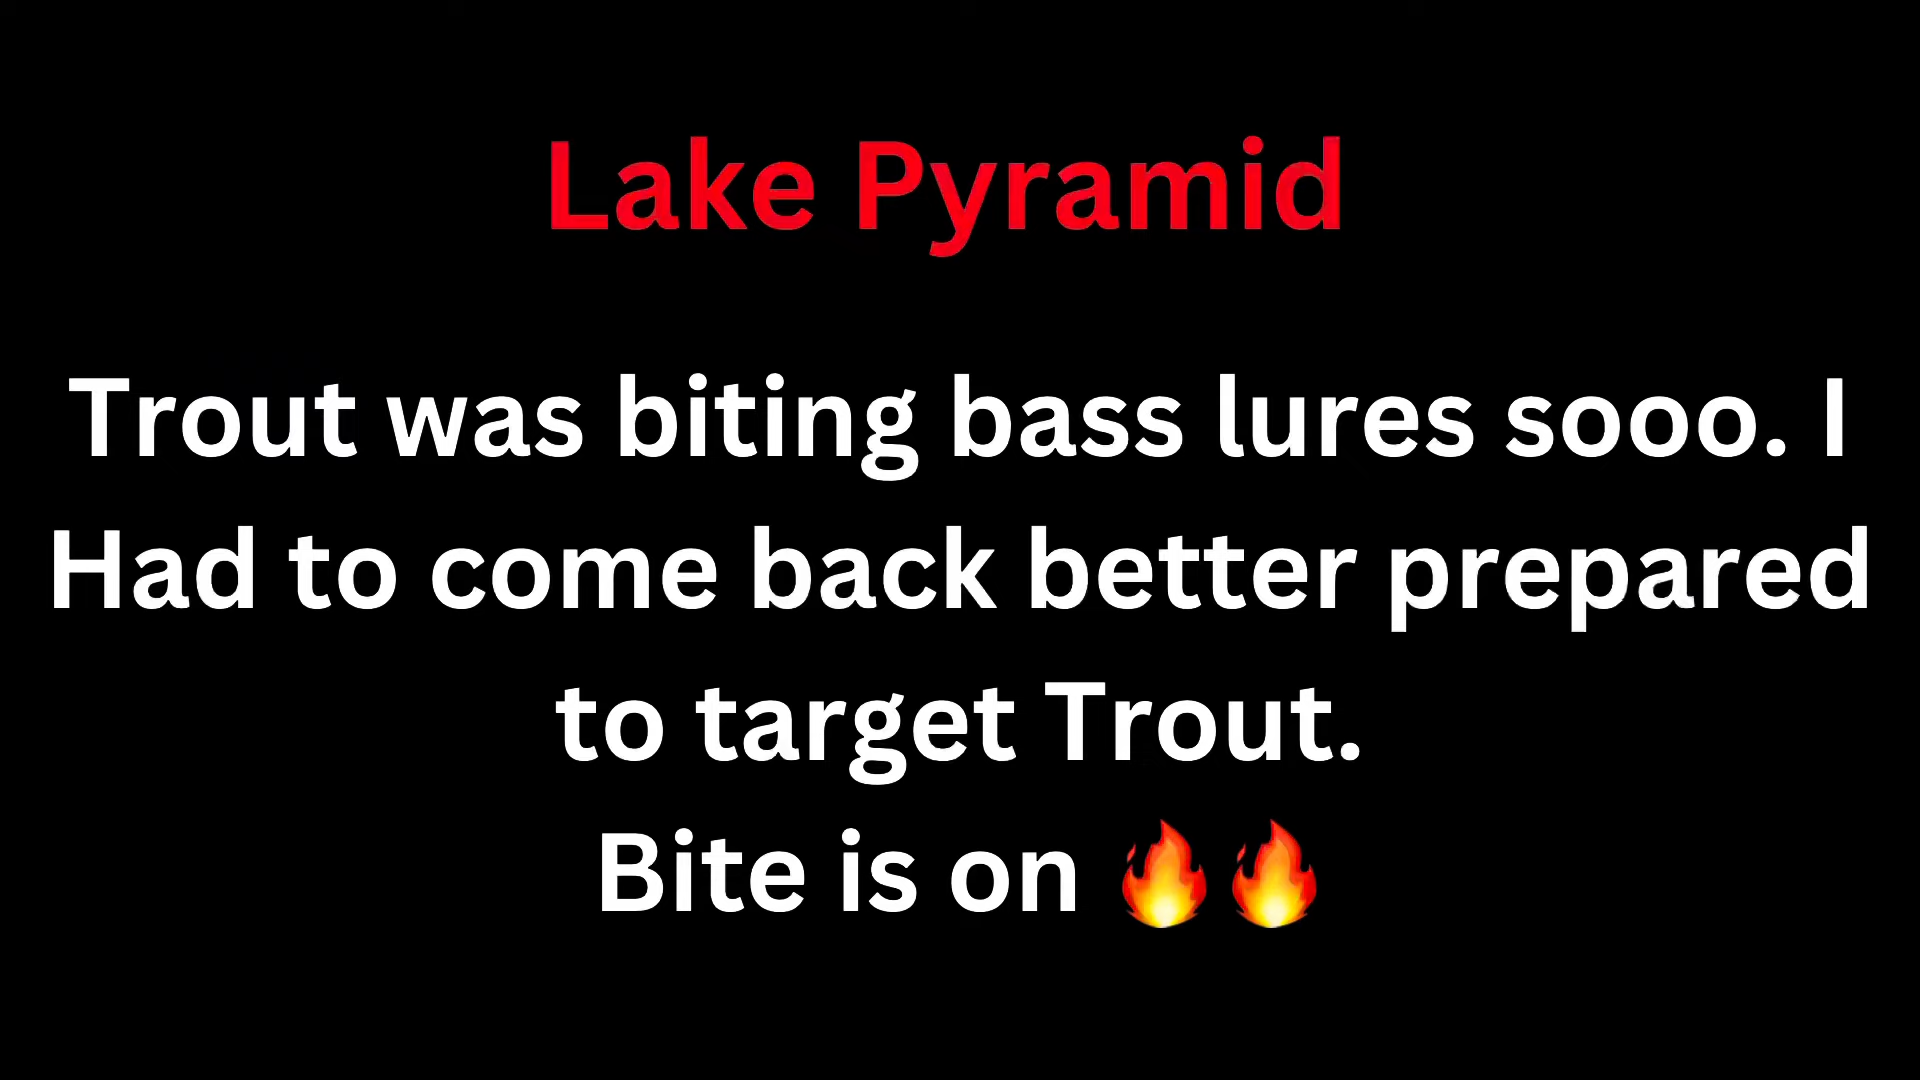 Lake Pyramid
Trout was biting bass lures sooo. I
Had to come back better prepared
to target Trout.
Bite is on 🔥🔥